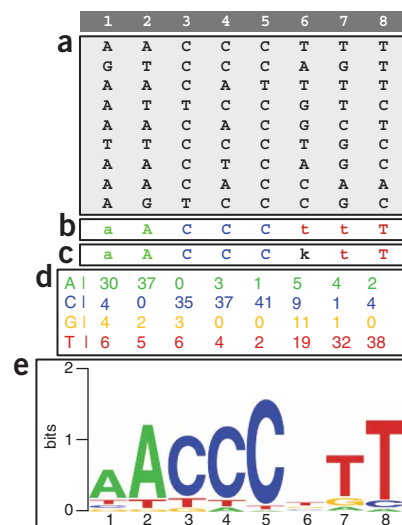 1 2 3 4 5 6 7 8
a
A A C C C T T T
G T C C C A G T
A A C A T T T T
A T T C C G T C
A A C A C G C T
T T C C C T G C
A A C T C A G C
A A C A C C A A
A G T C C C G C
b
a A C C C t t T
c
a A C C C k t T
d
A | 30 37 0 3 1 5 4 2
C | 4 0 35 37 41 9 1 4
G | 4 2 3 0 0 11 1 0
T | 6 5 6 4 2 19 32 38
e
2
bits
1
0
A A C C C T T
1 2 3 4 5 6 7 8